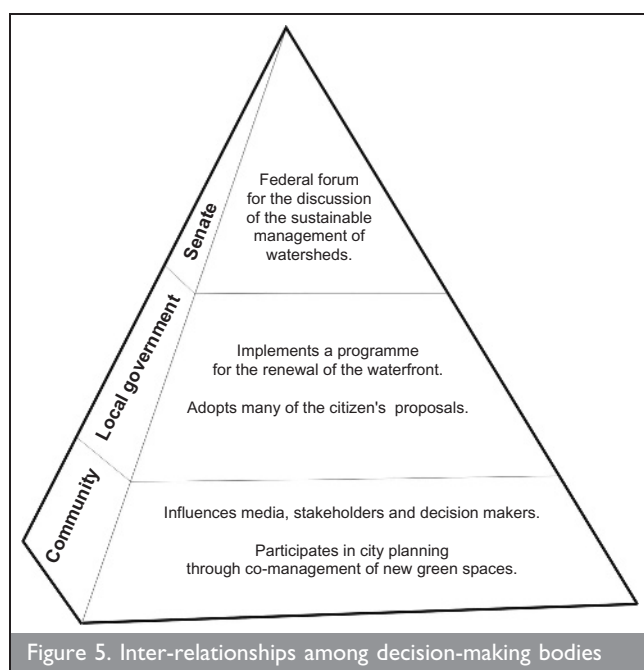 Senate
Federal forum
for the discussion
of the sustainable
management of
watersheds.
Local government
Implements a programme
for the renewal of the waterfront.
Adopts many of the citizen's proposals.
Community
Influences media, stakeholders and decision makers.
Participates in city planning
through co-management of new green spaces.
Figure 5. Inter-relationships among decision-making bodies